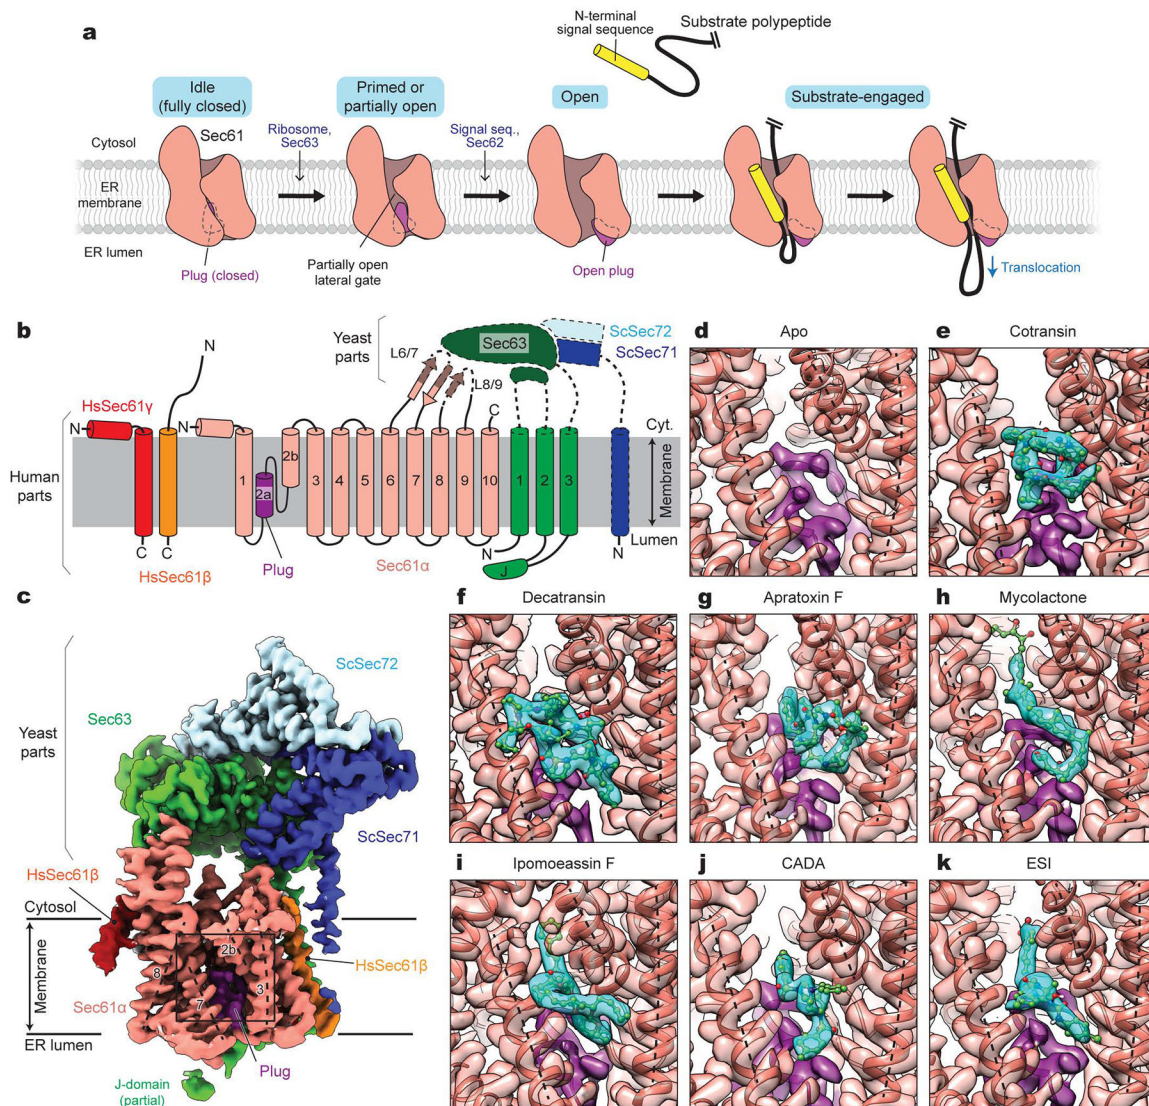 a
N-terminal
signal sequence
Substrate polypeptide
Idle
(fully closed)
Primed or
partially open
Open
Substrate-engaged
Sec61
Ribosome,
Sec63
Signal seq.,
Sec62
Cytosol
ER
membrane
ER lumen
Plug (closed)
Partially open
lateral gate
Open plug
Translocation
b
Yeast
parts
L6/7
Sec63
L8/9
ScSec72
ScSec71
N
HsSec61γ
N
N
C
Cyt.
Human
parts
1
2a
2b
3
4
5
6
7
8
9
10
1
2
3
Membrane
Lumen
C
C
HsSec61β
Plug
Sec61α
N
J
N
c
ScSec72
Sec63
Yeast
parts
ScSec71
HsSec61β
Cytosol
2b
8
7
3
HsSec61β
Membrane
Sec61α
ER lumen
Plug
J-domain
(partial)
d
Apo
e
Cotransin
f
Decatransin
g
Apratoxin F
h
Mycolactone
i
Ipomoeassin F
j
CADA
k
ESI